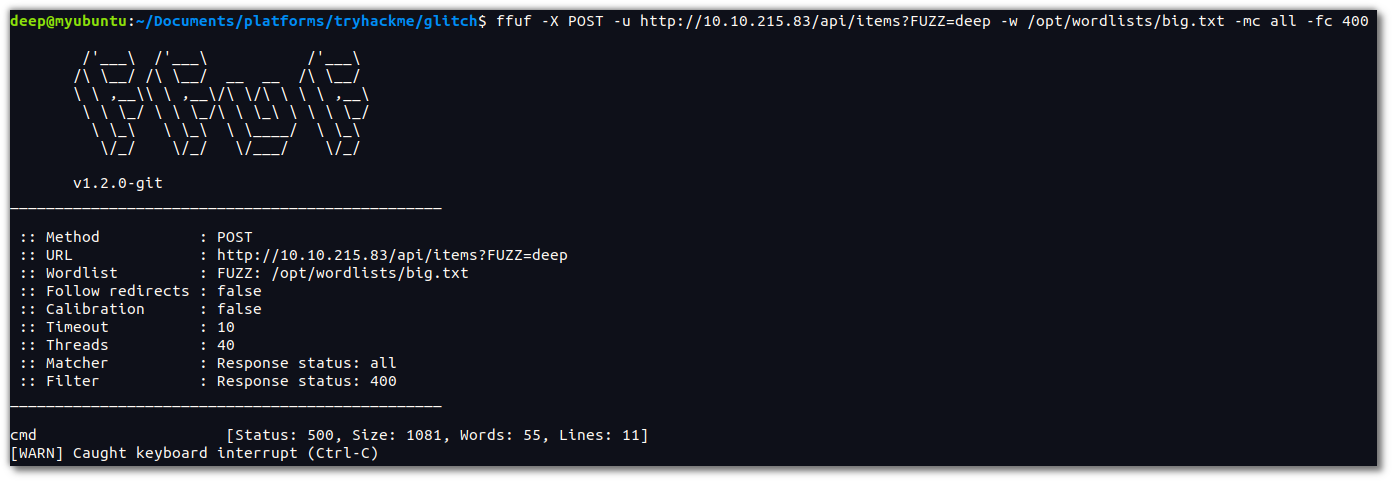 deep@myubuntu:~/Documents/platforms/tryhackme/glitch$ ffuf -X POST -u http://10.10.215.83/api/items?FUZZ=deep -w /opt/wordlists/big.txt -mc all -fc 400
        /'___\  /'___\           /'___\
       /\ \__/ /\ \__/  __  __  /\ \__/
       \ \ ,__\\ \ ,__\/\ \/\ \ \ \ ,__\
        \ \ \_/ \ \ \_/\ \ \_\ \ \ \ \_/
         \ \_\   \ \_\  \ \____/  \ \_\
          \/_/    \/_/   \/___/    \/_/
       v1.2.0-git
________________________________________________
 :: Method           : POST
 :: URL              : http://10.10.215.83/api/items?FUZZ=deep
 :: Wordlist         : FUZZ: /opt/wordlists/big.txt
 :: Follow redirects : false
 :: Calibration      : false
 :: Timeout          : 10
 :: Threads          : 40
 :: Matcher          : Response status: all
 :: Filter           : Response status: 400
________________________________________________
cmd                     [Status: 500, Size: 1081, Words: 55, Lines: 11]
[WARN] Caught keyboard interrupt (Ctrl-C)